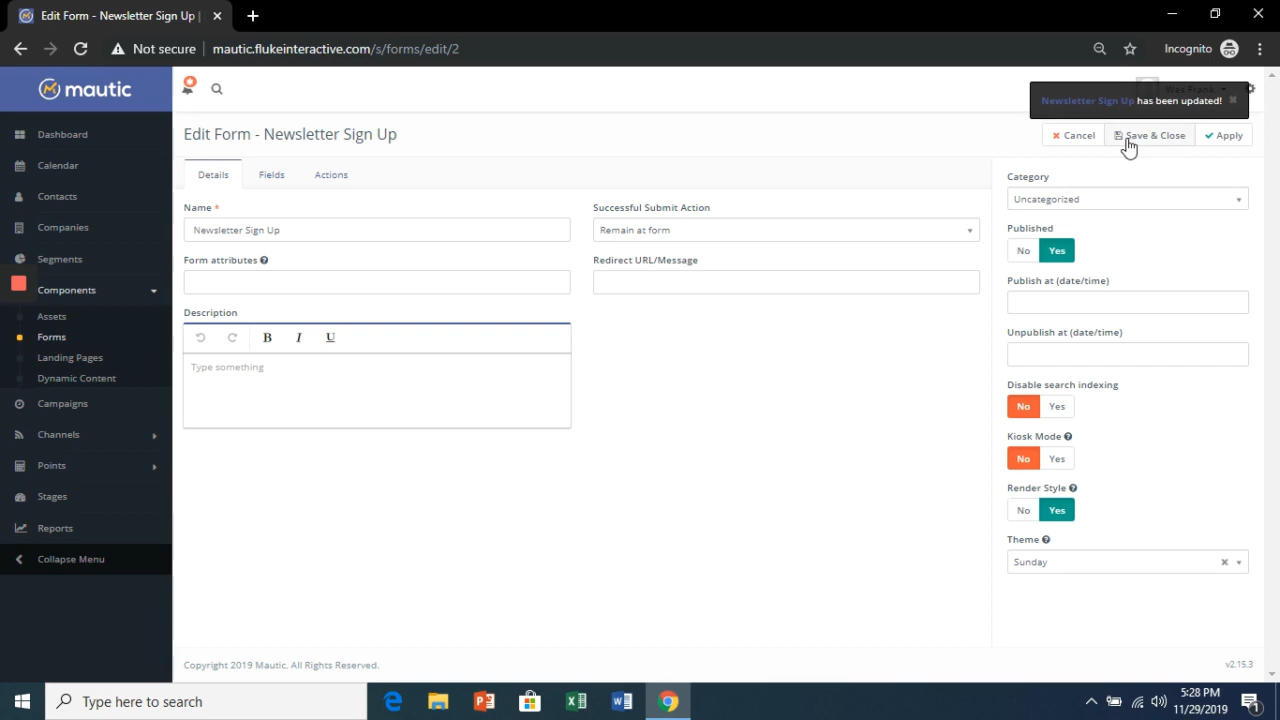 Edit Form - Newsletter Sign Up |
Not secure
mautic.flukeinteractive.com/s/forms/edit/2
Incognito
mautic
Wes Frank
Newsletter Sign Up has been updated!
Edit Form - Newsletter Sign Up
Cancel
Save & Close
Apply
Dashboard
Calendar
Contacts
Companies
Segments
Components
Assets
Forms
Landing Pages
Dynamic Content
Campaigns
Channels
Points
Stages
Reports
Collapse Menu
Details
Fields
Actions
Name *
Newsletter Sign Up
Form attributes
Description
B I U
Type something
Successful Submit Action
Remain at form
Redirect URL/Message
Category
Uncategorized
Published
No Yes
Publish at (date/time)
Unpublish at (date/time)
Disable search indexing
No Yes
Kiosk Mode
No Yes
Render Style
No Yes
Theme
Sunday
Copyright 2019 Mautic. All Rights Reserved.
v2.15.3
Type here to search
5:28 PM
11/29/2019
1